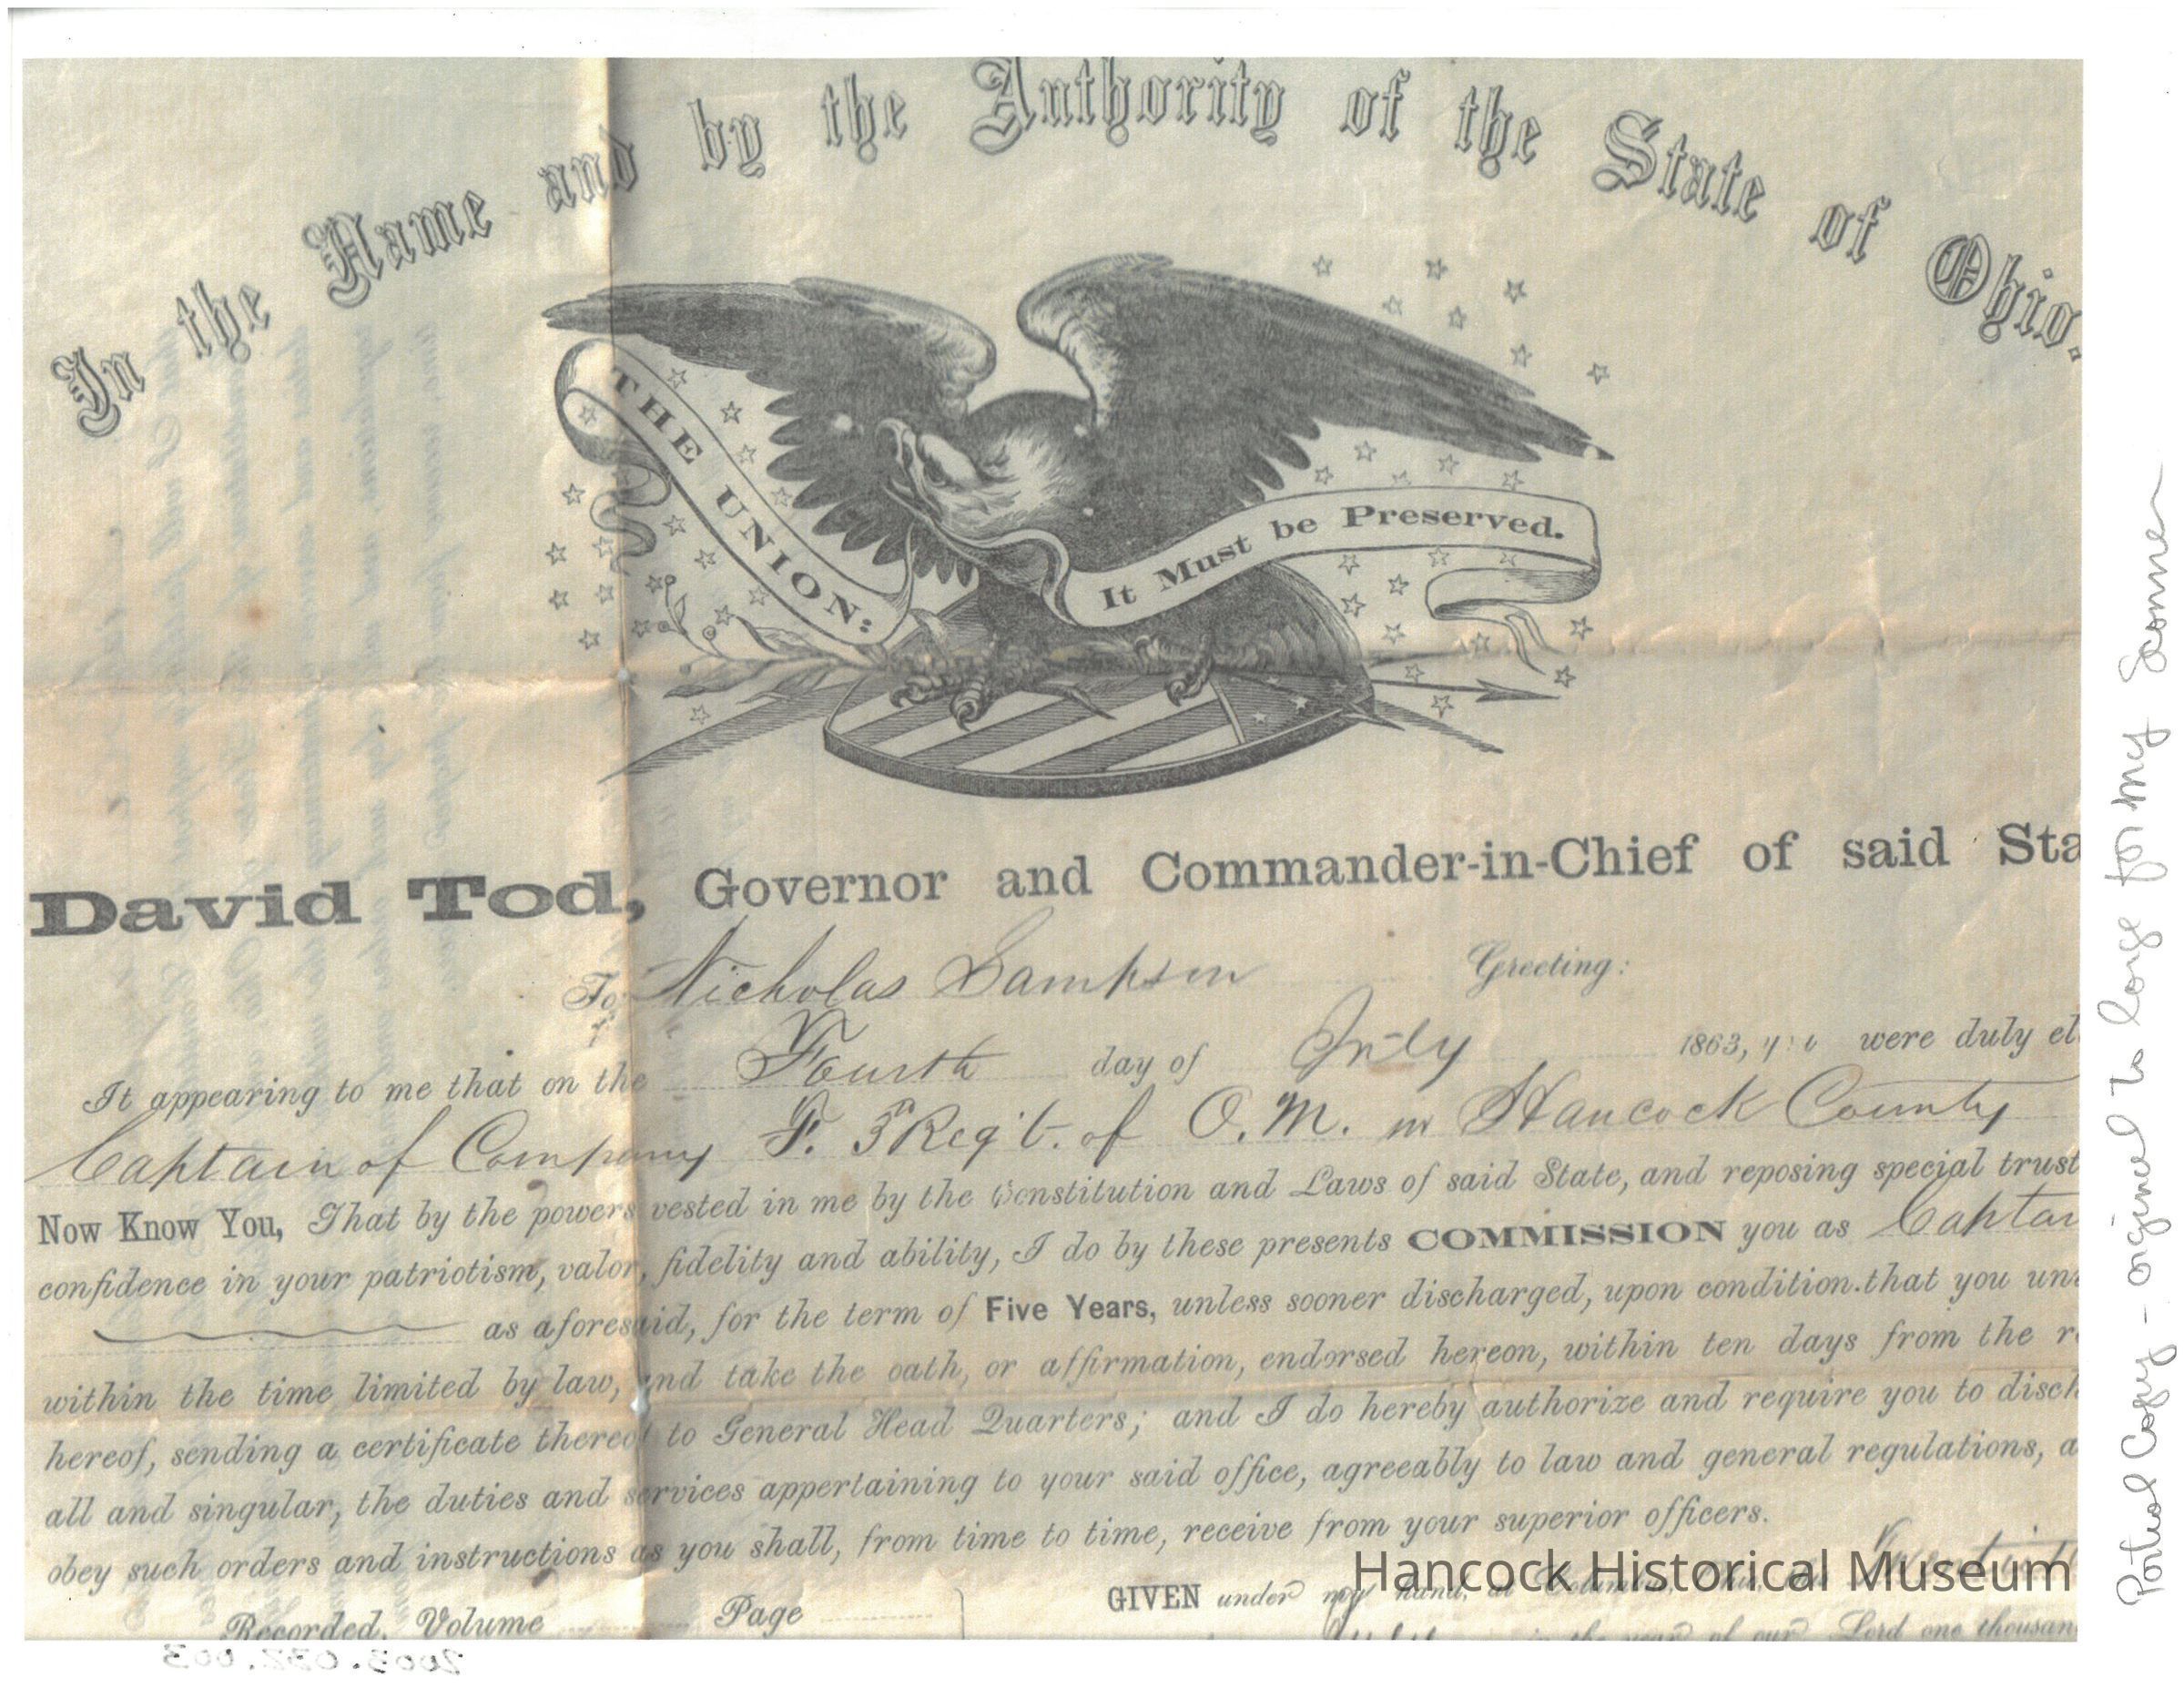 In the Name and by the Authority of the State of Ohio.
THE UNION:
It Must be Preserved.
David Tod, Governor and Commander-in-Chief of said Sta
To Nicholas Sampson Greeting:
It appearing to me that on the Fourth day of July 1863, you were duly el
Captain of Company F. 3rd Reg't. of O.M. in Hancock County
Now Know You, That by the powers vested in me by the Constitution and Laws of said State, and reposing special trust
confidence in your patriotism, valor, fidelity and ability, I do by these presents COMMISSION you as Captai
as aforesaid, for the term of Five Years, unless sooner discharged, upon condition that you un
within the time limited by law, and take the oath, or affirmation, endorsed hereon, within ten days from the r
hereof, sending a certificate thereof to General Head Quarters; and I do hereby authorize and require you to disch
all and singular, the duties and services appertaining to your said office, agreeably to law and general regulations, a
obey such orders and instructions as you shall, from time to time, receive from your superior officers.
Recorded, Volume Page
GIVEN under my hand, at Columbus,
in the year of our Lord one thousan
Hancock Historical Museum
2003.032.003
Partial Copy - original to large for my scanner